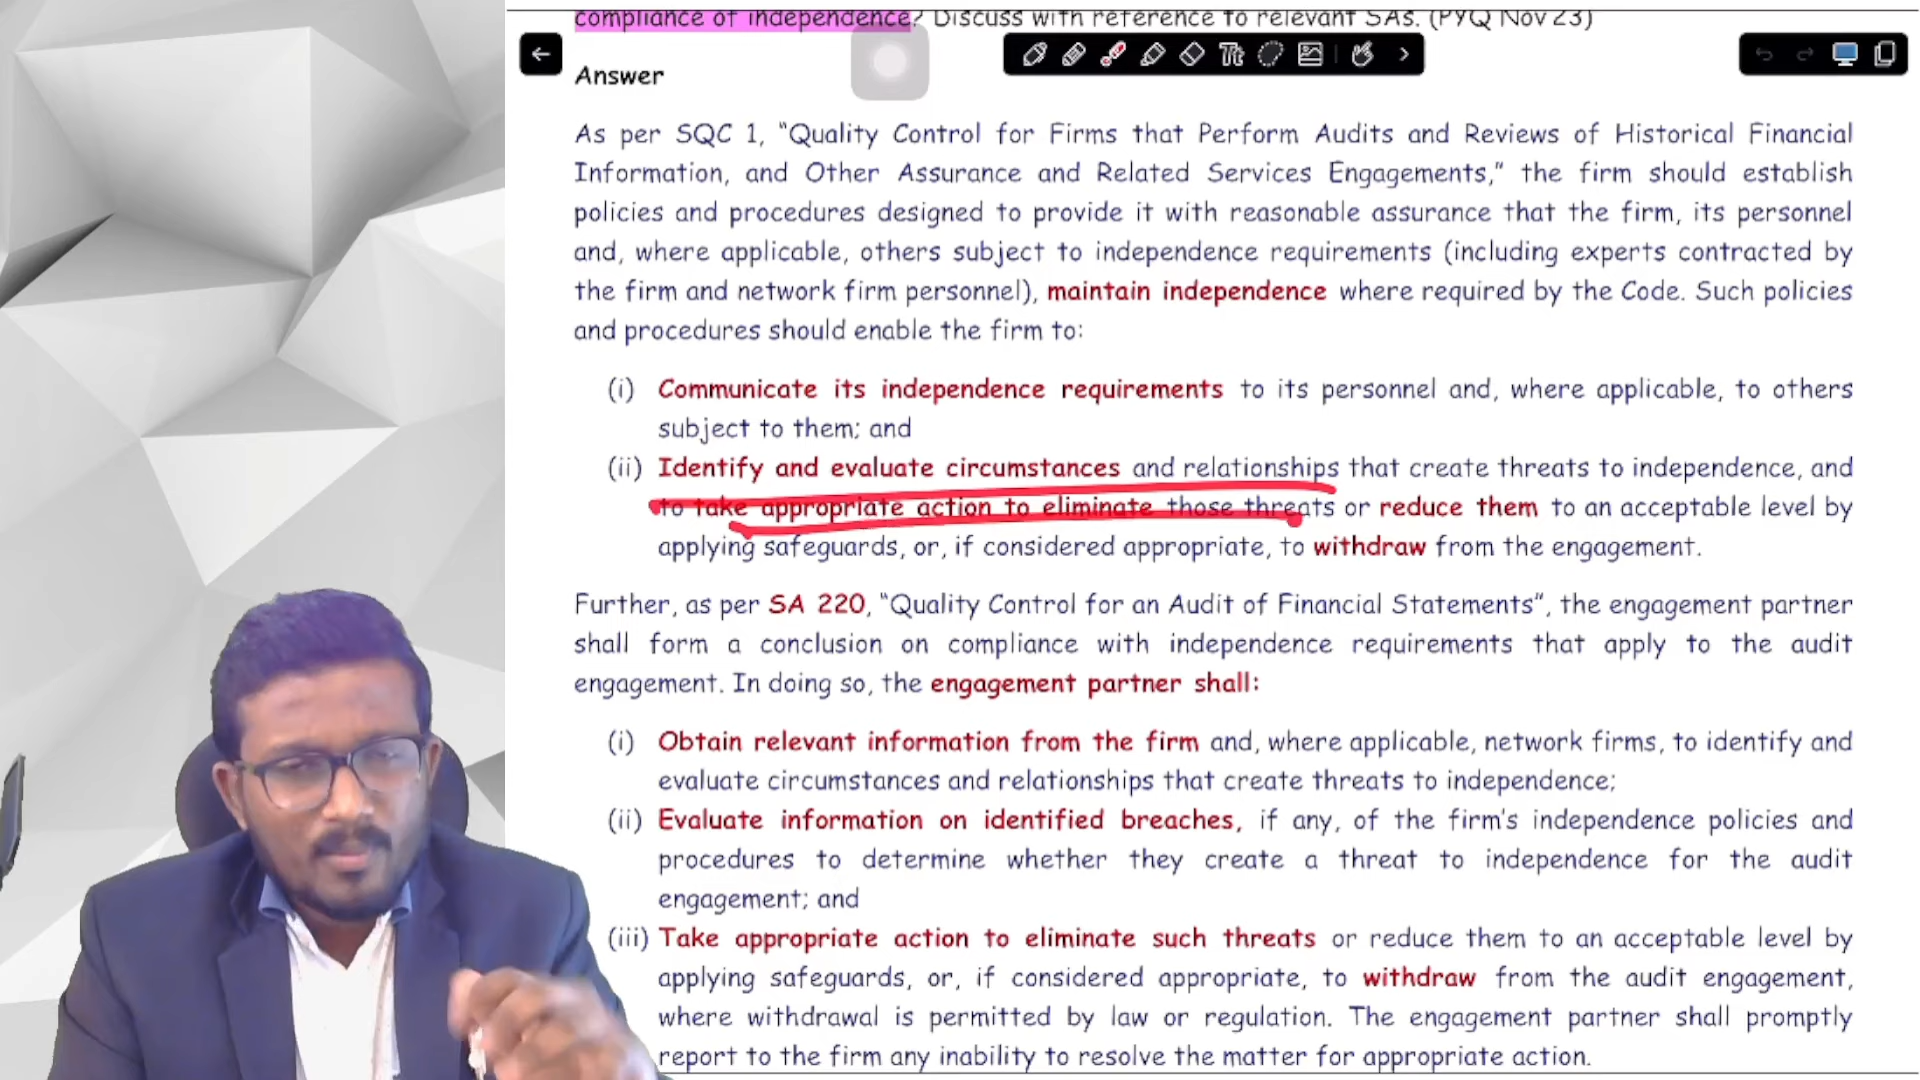 compliance of independence? Discuss with reference to relevant SAs. (PYQ Nov 23)
Answer
As per SQC 1, “Quality Control for Firms that Perform Audits and Reviews of Historical Financial
Information, and Other Assurance and Related Services Engagements,” the firm should establish
policies and procedures designed to provide it with reasonable assurance that the firm, its personnel
and, where applicable, others subject to independence requirements (including experts contracted by
the firm and network firm personnel), maintain independence where required by the Code. Such policies
and procedures should enable the firm to:
(i) Communicate its independence requirements to its personnel and, where applicable, to others
subject to them; and
(ii) Identify and evaluate circumstances and relationships that create threats to independence, and
to take appropriate action to eliminate those threats or reduce them to an acceptable level by
applying safeguards, or, if considered appropriate, to withdraw from the engagement.
Further, as per SA 220, “Quality Control for an Audit of Financial Statements”, the engagement partner
shall form a conclusion on compliance with independence requirements that apply to the audit
engagement. In doing so, the engagement partner shall:
(i) Obtain relevant information from the firm and, where applicable, network firms, to identify and
evaluate circumstances and relationships that create threats to independence;
(ii) Evaluate information on identified breaches, if any, of the firm's independence policies and
procedures to determine whether they create a threat to independence for the audit
engagement; and
(iii) Take appropriate action to eliminate such threats or reduce them to an acceptable level by
applying safeguards, or, if considered appropriate, to withdraw from the audit engagement,
where withdrawal is permitted by law or regulation. The engagement partner shall promptly
report to the firm any inability to resolve the matter for appropriate action.